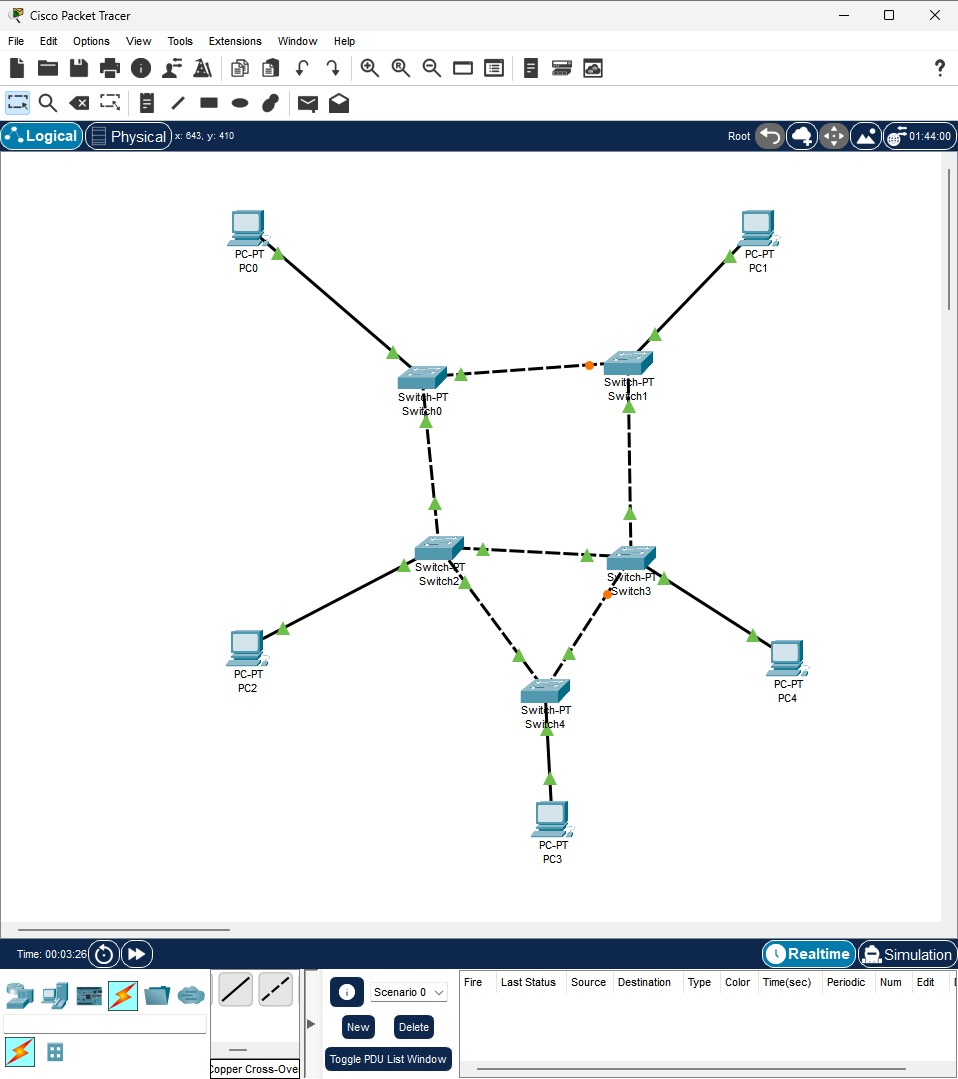 Cisco Packet Tracer
File Edit Options View Tools Extensions Window Help
Logical Physical x: 643, y: 410 Root 01:44:00
PC-PT
PC0
PC-PT
PC1
Switch-PT
Switch0
Switch-PT
Switch1
Switch-PT
Switch2
Switch-PT
Switch3
PC-PT
PC2
PC-PT
PC4
Switch-PT
Switch4
PC-PT
PC3
Time: 00:03:26 Realtime Simulation
Scenario 0
New Delete
Toggle PDU List Window
Fire Last Status Source Destination Type Color Time(sec) Periodic Num Edit
Copper Cross-Ove